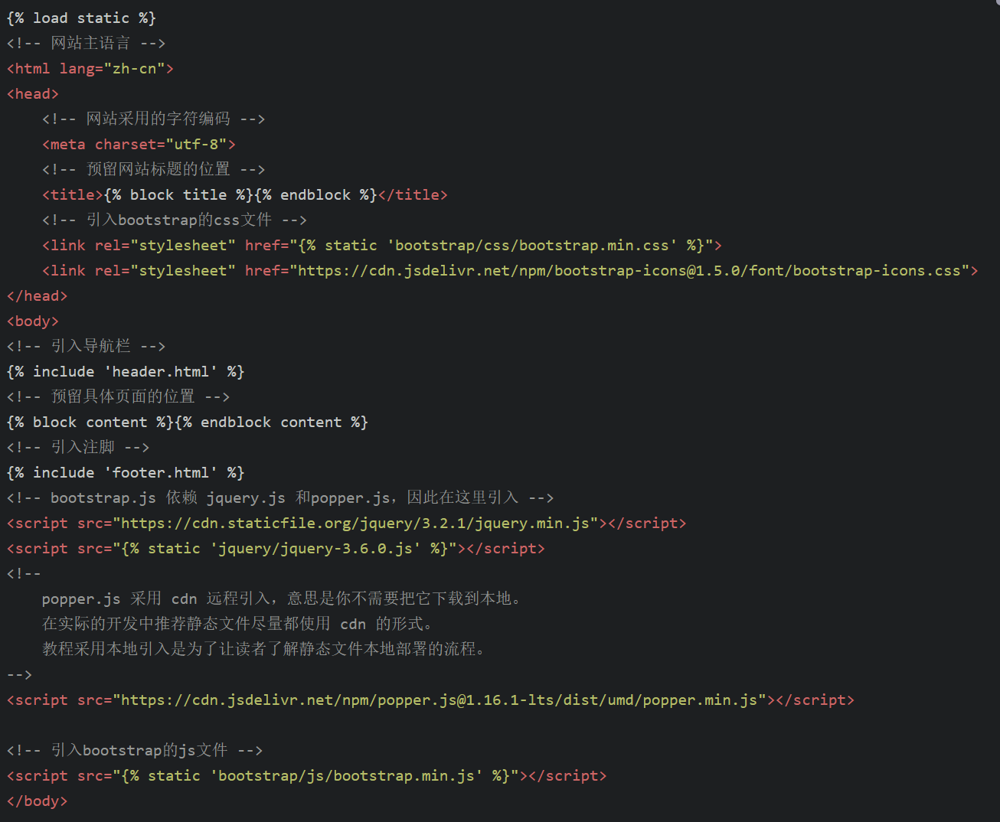 {% load static %}
<!-- 网站主语言 -->
<html lang="zh-cn">
<head>
    <!-- 网站采用的字符编码 -->
    <meta charset="utf-8">
    <!-- 预留网站标题的位置 -->
    <title>{% block title %}{% endblock %}</title>
    <!-- 引入bootstrap的css文件 -->
    <link rel="stylesheet" href="{% static 'bootstrap/css/bootstrap.min.css' %}">
    <link rel="stylesheet" href="https://cdn.jsdelivr.net/npm/bootstrap-icons@1.5.0/font/bootstrap-icons.css">
</head>
<body>
<!-- 引入导航栏 -->
{% include 'header.html' %}
<!-- 预留具体页面的位置 -->
{% block content %}{% endblock content %}
<!-- 引入注脚 -->
{% include 'footer.html' %}
<!-- bootstrap.js 依赖 jquery.js 和popper.js，因此在这里引入 -->
<script src="https://cdn.staticfile.org/jquery/3.2.1/jquery.min.js"></script>
<script src="{% static 'jquery/jquery-3.6.0.js' %}"></script>
<!--
    popper.js 采用 cdn 远程引入，意思是你不需要把它下载到本地。
    在实际的开发中推荐静态文件尽量都使用 cdn 的形式。
    教程采用本地引入是为了让读者了解静态文件本地部署的流程。
-->
<script src="https://cdn.jsdelivr.net/npm/popper.js@1.16.1-lts/dist/umd/popper.min.js"></script>
<!-- 引入bootstrap的js文件 -->
<script src="{% static 'bootstrap/js/bootstrap.min.js' %}"></script>
</body>